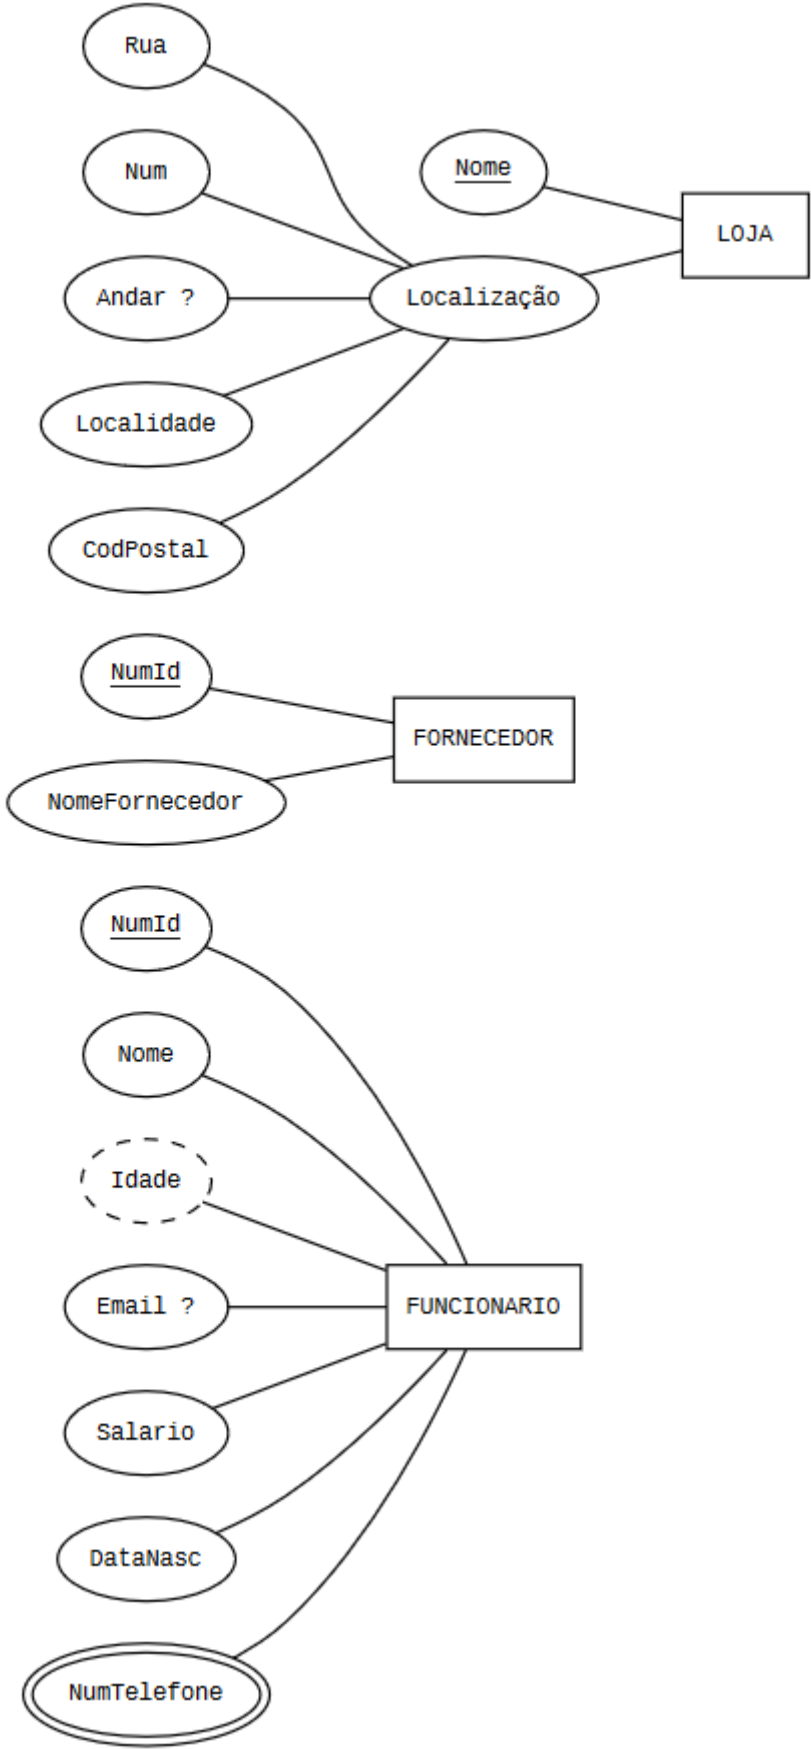 Rua
Num
Nome
LOJA
Andar ?
Localização
Localidade
CodPostal
NumId
FORNECEDOR
NomeFornecedor
NumId
Nome
Idade
Email ?
FUNCIONARIO
Salario
DataNasc
NumTelefone